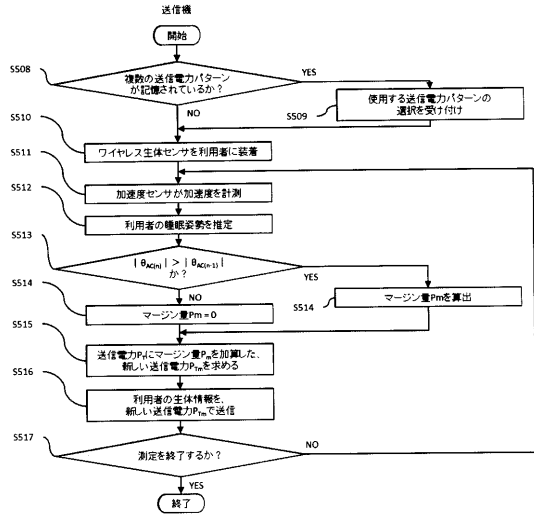 送信機
開始
S508
複数の送信電力パターン
が記憶されているか？
YES
NO
S509
使用する送信電力パターンの
選択を受け付け
S510
ワイヤレス生体センサを利用者に装着
S511
加速度センサが加速度を計測
S512
利用者の睡眠姿勢を推定
S513
| θAC(n) | > | θAC(n-1) |
か？
YES
NO
S514
マージン量Pm = 0
S514
マージン量Pmを算出
S515
送信電力PTにマージン量Pmを加算した、
新しい送信電力PTmを求める
S516
利用者の生体情報を、
新しい送信電力PTmで送信
S517
測定を終了するか？
NO
YES
終了